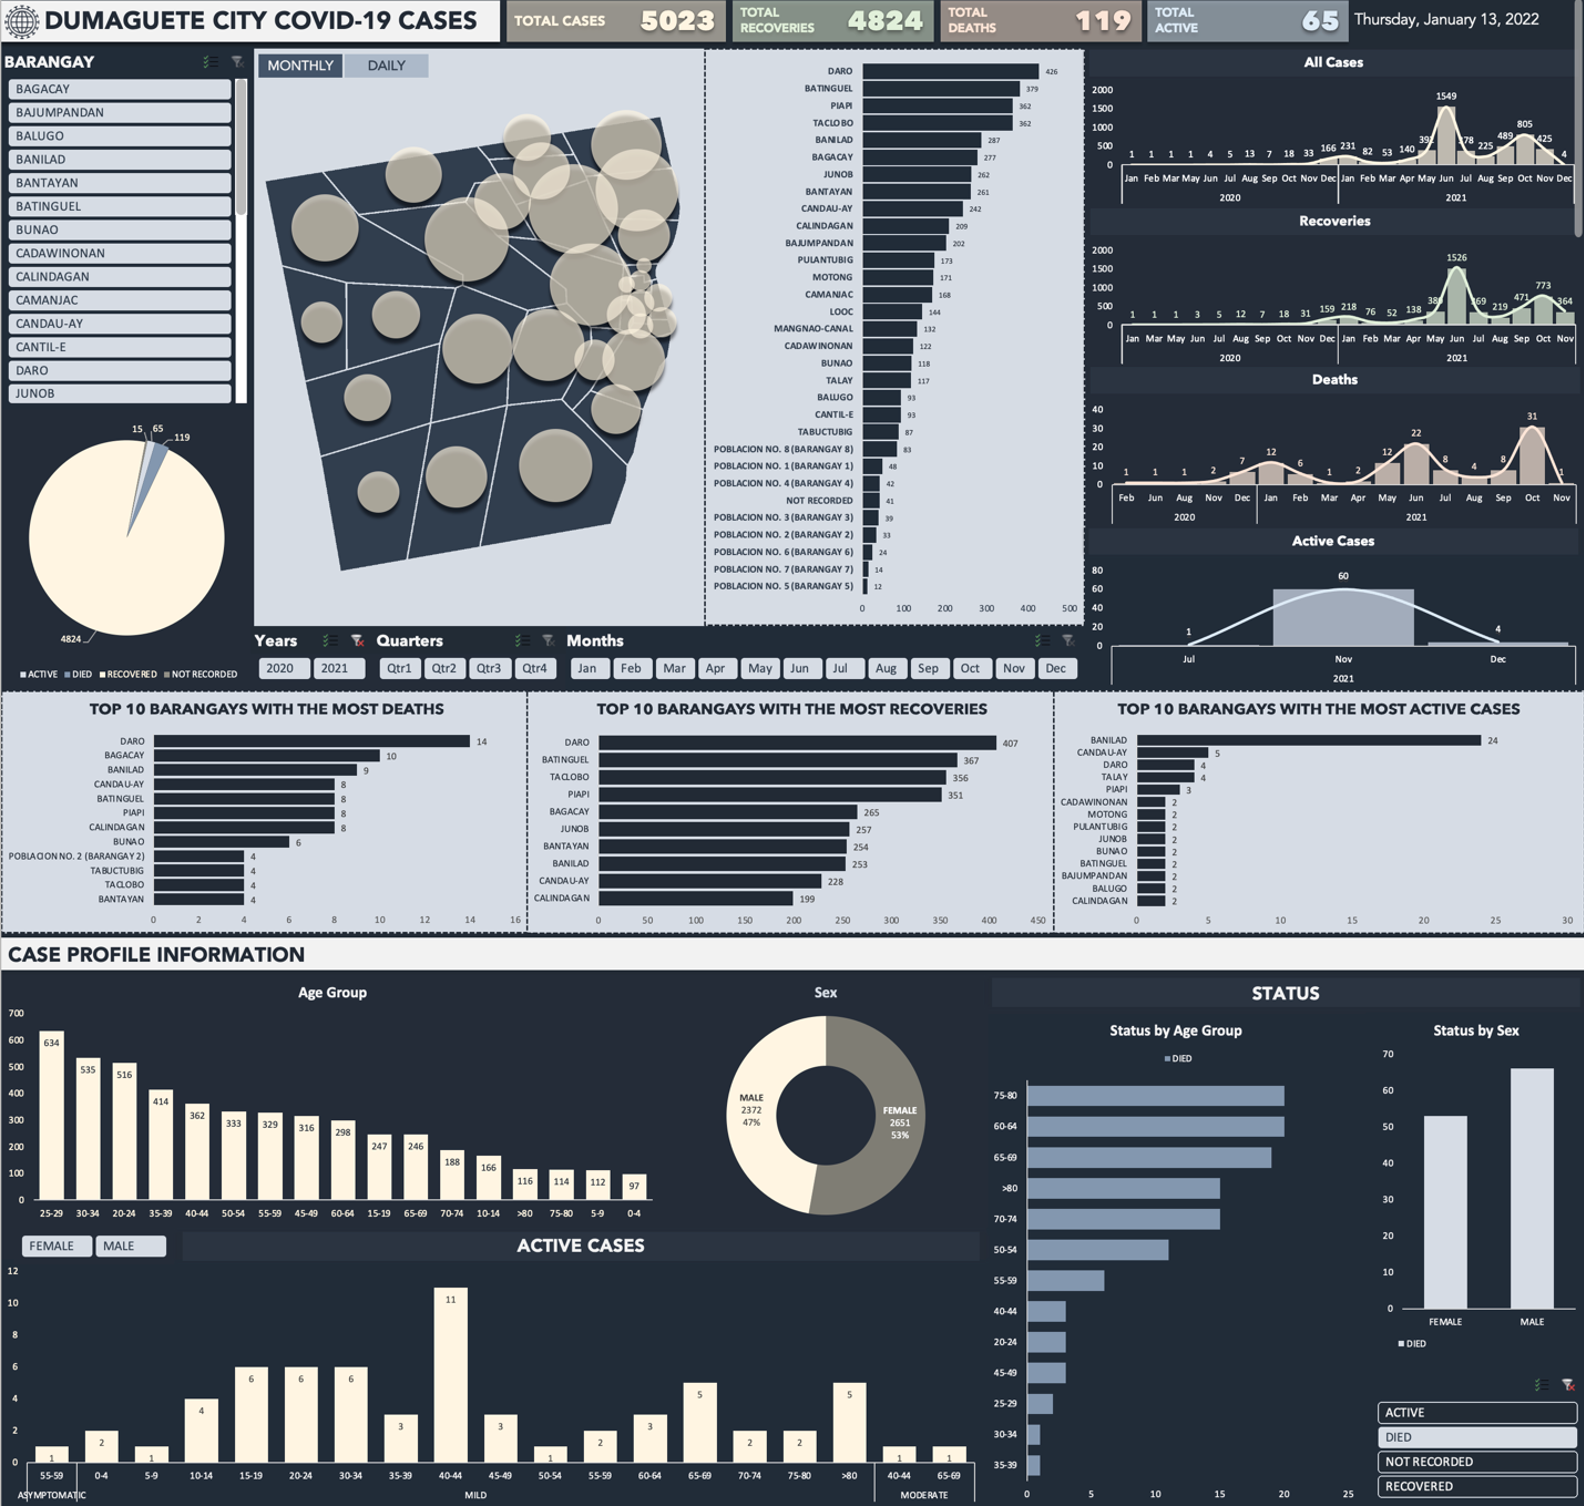 DUMAGUETE CITY COVID-19 CASES
TOTAL CASES 5023
TOTAL RECOVERIES 4824
TOTAL DEATHS 119
TOTAL ACTIVE 65
Thursday, January 13, 2022
BARANGAY
BAGACAY
BAJUMPANDAN
BALUGO
BANILAD
BANTAYAN
BATINGUEL
BUNAO
CADAWINONAN
CALINDAGAN
CAMANJAC
CANDAU-AY
CANTIL-E
DARO
JUNOB
15 65 119
4824
ACTIVE DIED RECOVERED NOT RECORDED
MONTHLY DAILY
DARO 426
BATINGUEL 379
PIAPI 362
TACLOBO 362
BANILAD 287
BAGACAY 277
JUNOB 262
BANTAYAN 261
CANDAU-AY 242
CALINDAGAN 209
BAJUMPANDAN 202
PULANTUBIG 173
MOTONG 171
CAMANJAC 168
LOOC 144
MANGNAO-CANAL 132
CADAWINONAN 122
BUNAO 118
TALAY 117
BALUGO 93
CANTIL-E 93
TABUCTUBIG 87
POBLACION NO. 8 (BARANGAY 8) 83
POBLACION NO. 1 (BARANGAY 1) 48
POBLACION NO. 4 (BARANGAY 4) 42
NOT RECORDED 41
POBLACION NO. 3 (BARANGAY 3) 39
POBLACION NO. 2 (BARANGAY 2) 33
POBLACION NO. 6 (BARANGAY 6) 24
POBLACION NO. 7 (BARANGAY 7) 14
POBLACION NO. 5 (BARANGAY 5) 12
0 100 200 300 400 500
Years
2020 2021
Quarters
Qtr1 Qtr2 Qtr3 Qtr4
Months
Jan Feb Mar Apr May Jun Jul Aug Sep Oct Nov Dec
All Cases
2000
1500
1000
500
0
1 1 1 1 4 5 13 7 18 33 166 231 82 53 140 1549 225 489 805 425 4
Jan Feb Mar May Jun Jul Aug Sep Oct Nov Dec Jan Feb Mar Apr May Jun Jul Aug Sep Oct Nov Dec
2020 2021
Recoveries
2000
1500
1000
500
0
1 1 1 3 5 12 7 18 31 159 218 76 52 138 1526 219 471 773 364
Jan Mar May Jun Jul Aug Sep Oct Nov Dec Jan Feb Mar Apr May Jun Jul Aug Sep Oct Nov
2020 2021
Deaths
40
30
20
10
0
1 1 1 2 7 12 6 1 2 12 22 8 4 8 31 1
Feb Jun Aug Nov Dec Jan Feb Mar Apr May Jun Jul Aug Sep Oct Nov
2020 2021
Active Cases
80
60
40
20
0
1 60 4
Jul Nov Dec
2021
TOP 10 BARANGAYS WITH THE MOST DEATHS
DARO 14
BAGACAY 10
BANILAD 9
CANDAU-AY 8
BATINGUEL 8
PIAPI 8
CALINDAGAN 8
BUNAO 6
POBLACION NO. 2 (BARANGAY 2) 4
TABUCTUBIG 4
TACLOBO 4
BANTAYAN 4
0 2 4 6 8 10 12 14 16
TOP 10 BARANGAYS WITH THE MOST RECOVERIES
DARO 407
BATINGUEL 367
TACLOBO 356
PIAPI 351
BAGACAY 265
JUNOB 257
BANTAYAN 254
BANILAD 253
CANDAU-AY 228
CALINDAGAN 199
0 50 100 150 200 250 300 350 400 450
TOP 10 BARANGAYS WITH THE MOST ACTIVE CASES
BANILAD 24
CANDAU-AY 5
DARO 4
TALAY 4
PIAPI 3
CADAWINONAN 2
MOTONG 2
PULANTUBIG 2
JUNOB 2
BUNAO 2
BATINGUEL 2
BAJUMPANDAN 2
BALUGO 2
CALINDAGAN 2
0 5 10 15 20 25 30
CASE PROFILE INFORMATION
Age Group
700
600
500
400
300
200
100
0
634 535 516 414 362 333 329 316 298 247 246 188 166 116 114 112 97
25-29 30-34 20-24 35-39 40-44 50-54 55-59 45-49 60-64 15-19 65-69 70-74 10-14 >80 75-80 5-9 0-4
Sex
MALE
2372
47%
FEMALE
2651
53%
FEMALE MALE
ACTIVE CASES
12
10
8
6
4
2
0
1 2 1 4 6 6 6 3 11 3 1 2 3 5 2 2 5 1 1
55-59 0-4 5-9 10-14 15-19 20-24 30-34 35-39 40-44 45-49 50-54 55-59 60-64 65-69 70-74 75-80 >80 40-44 65-69
ASYMPTOMATIC MILD MODERATE
STATUS
Status by Age Group
DIED
75-80
60-64
65-69
>80
70-74
50-54
55-59
40-44
20-24
45-49
25-29
30-34
35-39
0 5 10 15 20 25
Status by Sex
70
60
50
40
30
20
10
0
FEMALE MALE
DIED
ACTIVE
DIED
NOT RECORDED
RECOVERED